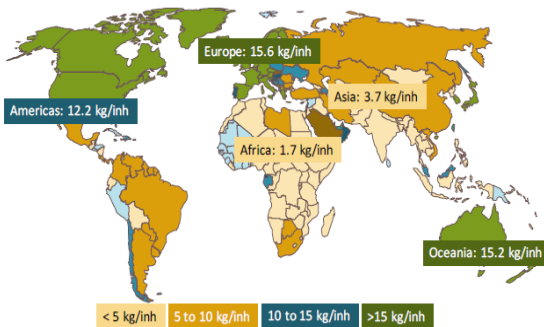 Europe: 15.6 kg/inh
Asia: 3.7 kg/inh
Americas: 12.2 kg/inh
Africa: 1.7 kg/inh
Oceania: 15.2 kg/inh
< 5 kg/inh 5 to 10 kg/inh 10 to 15 kg/inh >15 kg/inh